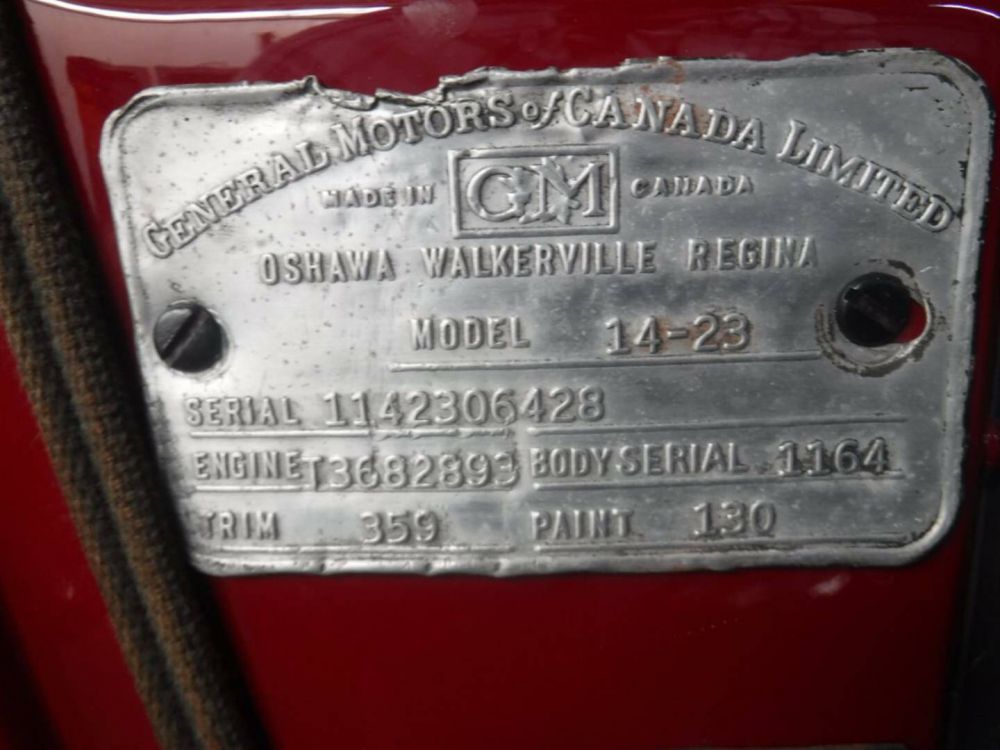 GENERAL MOTORS of CANADA LIMITED
MADE IN GM CANADA
OSHAWA WALKERVILLE REGINA
MODEL 14-23
SERIAL 1142306428
ENGINE T3682893 BODY SERIAL 1164
TRIM 359 PAINT 130